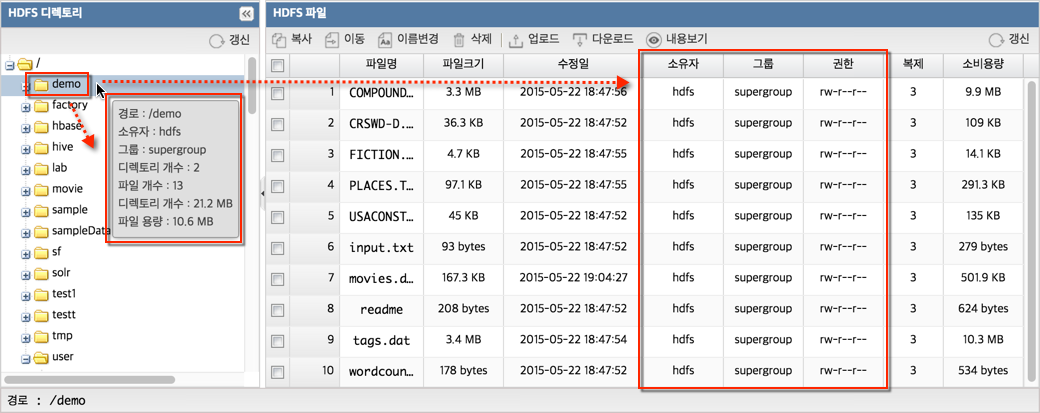 HDFS 디렉토리
갱신
/
demo
factory
hbase
hive
lab
movie
sample
sampleData
sf
solr
test1
testt
tmp
user
경로 : /demo
소유자 : hdfs
그룹 : supergroup
디렉토리 개수 : 2
파일 개수 : 13
디렉토리 개수 : 21.2 MB
파일 용량 : 10.6 MB
HDFS 파일
복사 이동 이름변경 삭제 업로드 다운로드 내용보기 갱신
파일명 파일크기 수정일 소유자 그룹 권한 복제 소비용량
1 COMPOUND... 3.3 MB 2015-05-22 18:47:56 hdfs supergroup rw-r--r-- 3 9.9 MB
2 CRSWD-D.... 36.3 KB 2015-05-22 18:47:52 hdfs supergroup rw-r--r-- 3 109 KB
3 FICTION.... 4.7 KB 2015-05-22 18:47:55 hdfs supergroup rw-r--r-- 3 14.1 KB
4 PLACES.T... 97.1 KB 2015-05-22 18:47:55 hdfs supergroup rw-r--r-- 3 291.3 KB
5 USACONST... 45 KB 2015-05-22 18:47:52 hdfs supergroup rw-r--r-- 3 135 KB
6 input.txt 93 bytes 2015-05-22 18:47:52 hdfs supergroup rw-r--r-- 3 279 bytes
7 movies.d... 167.3 KB 2015-05-22 19:04:27 hdfs supergroup rw-r--r-- 3 501.9 KB
8 readme 208 bytes 2015-05-22 18:47:52 hdfs supergroup rw-r--r-- 3 624 bytes
9 tags.dat 3.4 MB 2015-05-22 18:47:54 hdfs supergroup rw-r--r-- 3 10.3 MB
10 wordcoun... 178 bytes 2015-05-22 18:47:52 hdfs supergroup rw-r--r-- 3 534 bytes
경로 : /demo